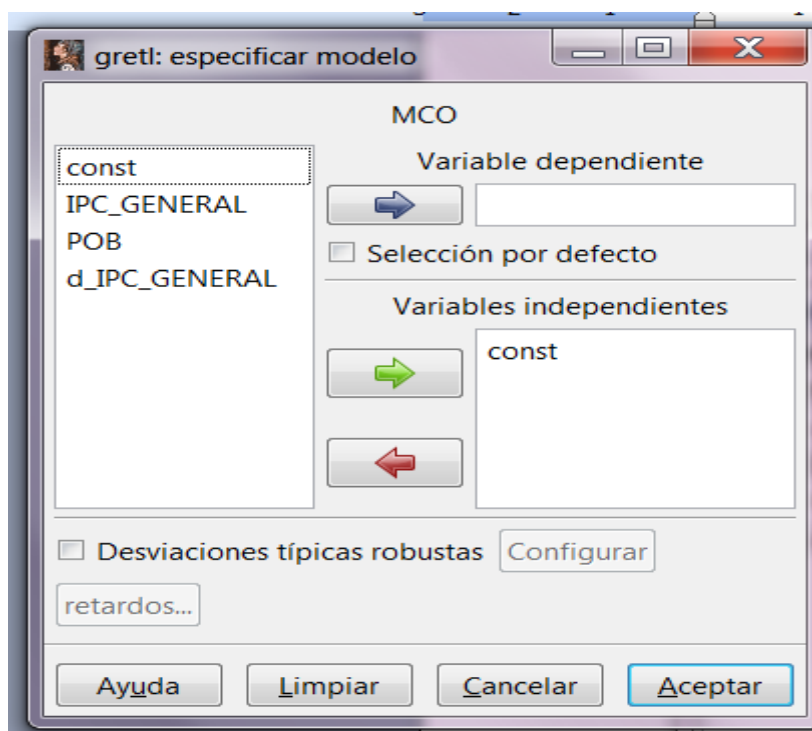 gretl: especificar modelo
MCO
const
IPC_GENERAL
POB
d_IPC_GENERAL
Variable dependiente
Selección por defecto
Variables independientes
const
Desviaciones típicas robustas Configurar
retardos...
Ayuda Limpiar Cancelar Aceptar